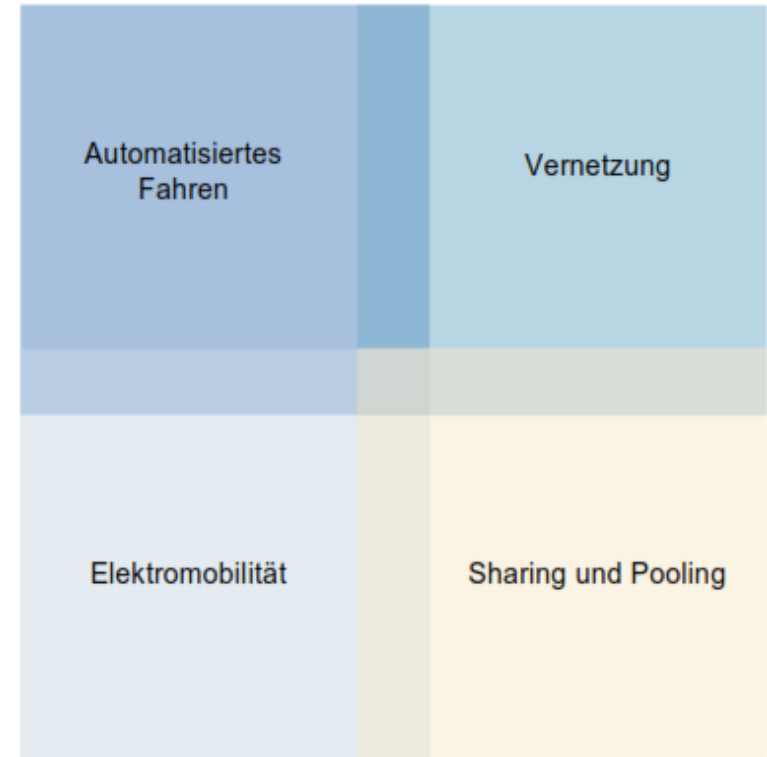 Automatisiertes
Fahren
Vernetzung
Elektromobilität
Sharing und Pooling